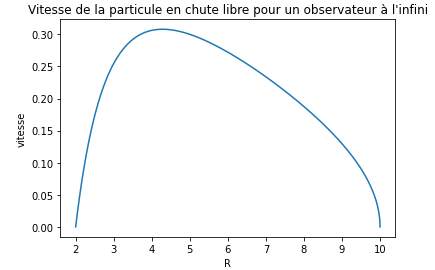 Vitesse de la particule en chute libre pour un observateur à l'infini
0.30
0.25
0.20
0.15
0.10
0.05
0.00
vitesse
2 3 4 5 6 7 8 9 10
R